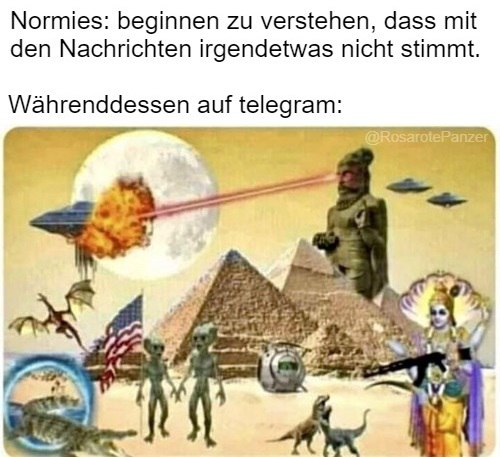 Normies: beginnen zu verstehen, dass mit
den Nachrichten irgendetwas nicht stimmt.
Währenddessen auf telegram:
@RosarotePanzer